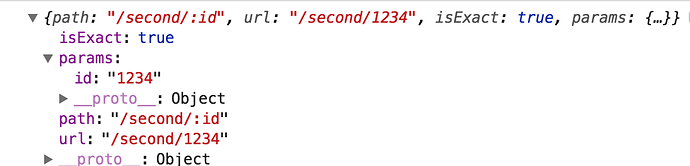 ▼ {path: "/second/:id", url: "/second/1234", isExact: true, params: {…}}
isExact: true
▼ params:
id: "1234"
▶ __proto__: Object
path: "/second/:id"
url: "/second/1234"
▶ __proto__: Object